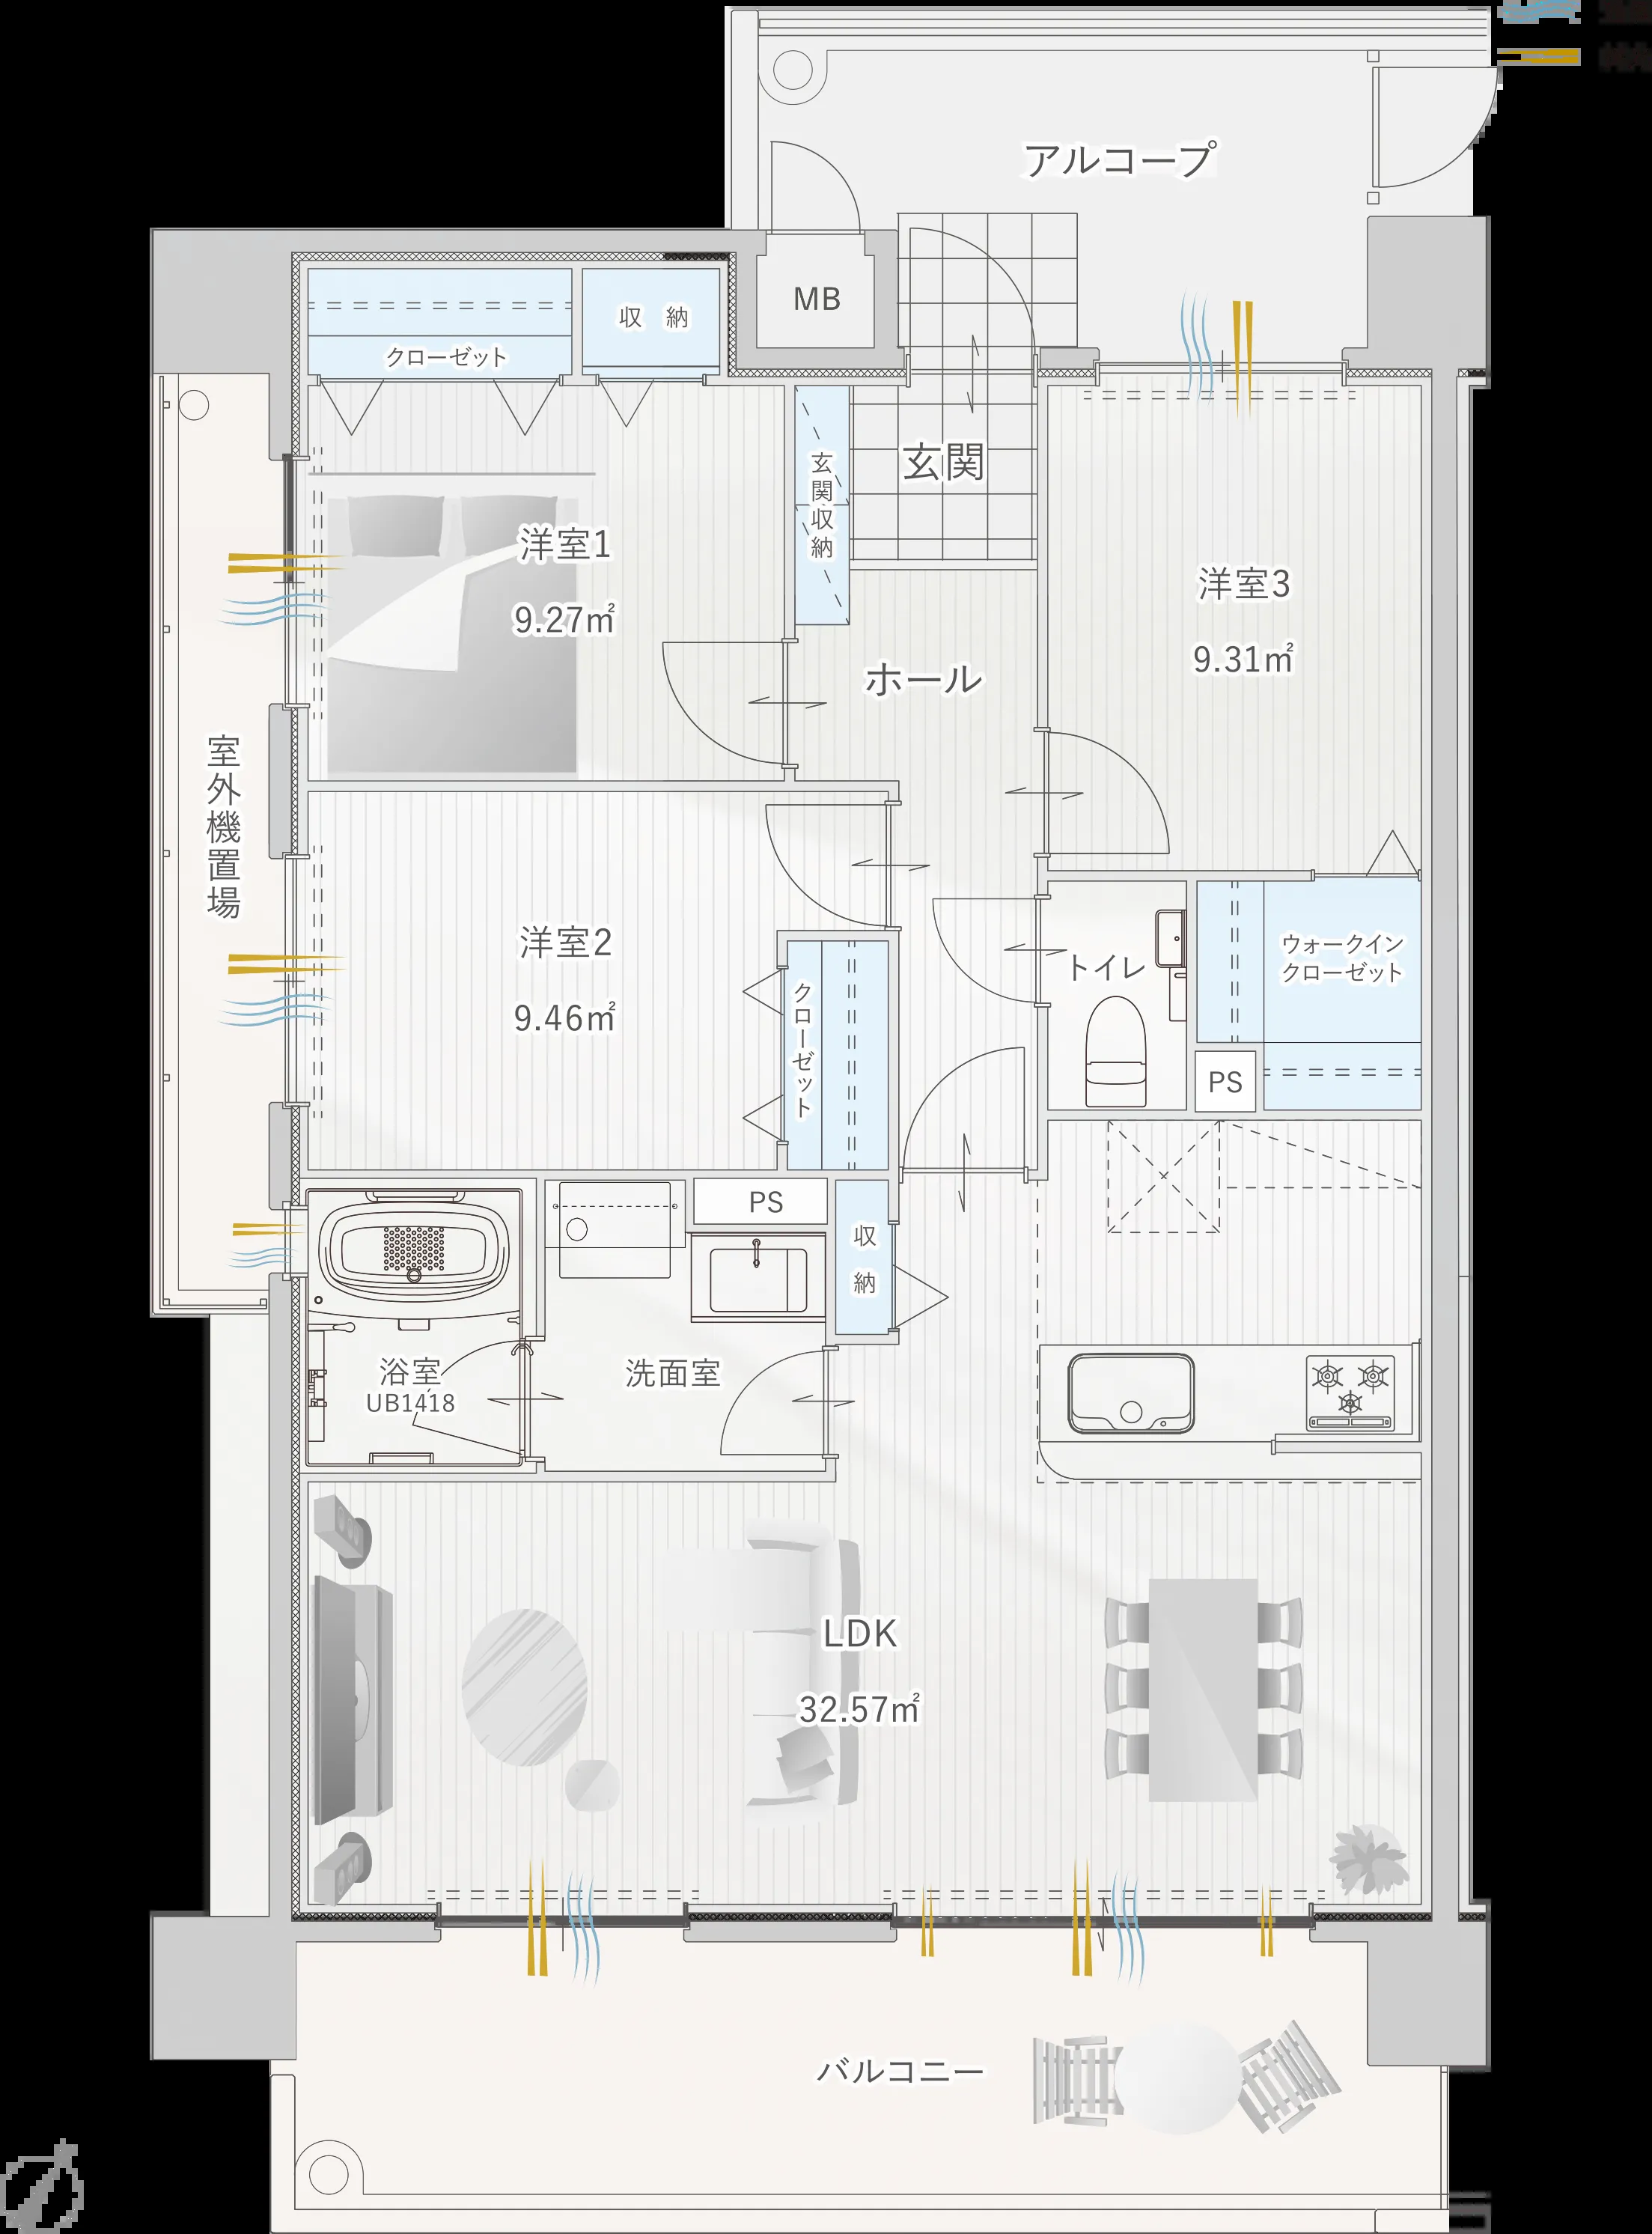 アルコープ
MB
収 納
クローゼット
玄関
玄関収納
洋室1
9.27㎡
洋室3
9.31㎡
ホール
室外機置場
洋室2
9.46㎡
クローゼット
トイレ
ウォークイン
クローゼット
PS
PS
収納
浴室
UB1418
洗面室
LDK
32.57㎡
バルコニー